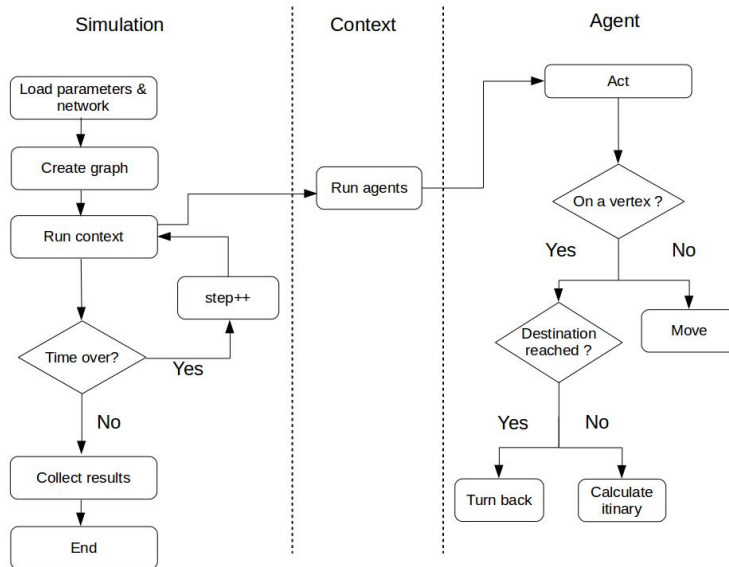 Simulation
Context
Agent
Load parameters &
network
Create graph
Run context
step++
Time over?
Yes
No
Collect results
End
Run agents
Act
On a vertex ?
Yes
No
Destination
reached ?
Move
Yes
No
Turn back
Calculate
itinary